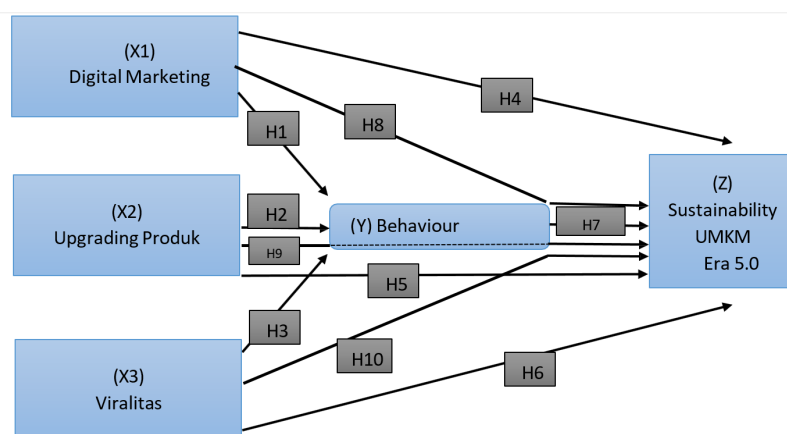 (X1)
Digital Marketing
H4
H8
H1
(X2)
Upgrading Produk
H2
H9
(Y) Behaviour
H7
(Z)
Sustainability
UMKM
Era 5.0
H5
H3
H10
H6
(X3)
Viralitas